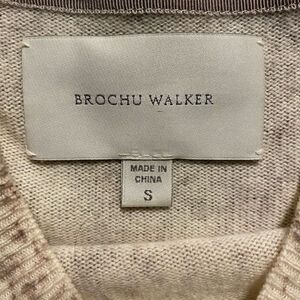 BROCHU WALKER
MADE IN
CHINA
S